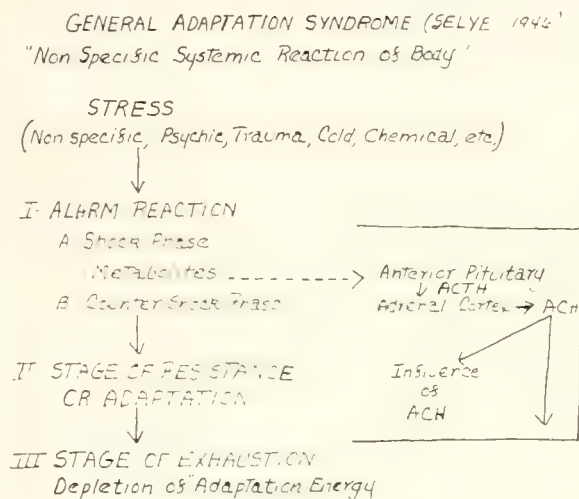 GENERAL ADAPTATION SYNDROME (SELYE 1946'
"Non Specific Systemic Reaction of Body'
STRESS
(Non specific, Psychic, Trauma, Cold, Chemical, etc.)
I· ALARM REACTION
A Shock Phase
Metabolites
B Counter Shock Phase
Anterior Pituitary
ACTH
Adrenal Cortex → ACH
Influence
of
ACH
II STAGE OF RESISTANCE
OR ADAPTATION
III STAGE OF EXHAUSTION
Depletion of "Adaptation Energy